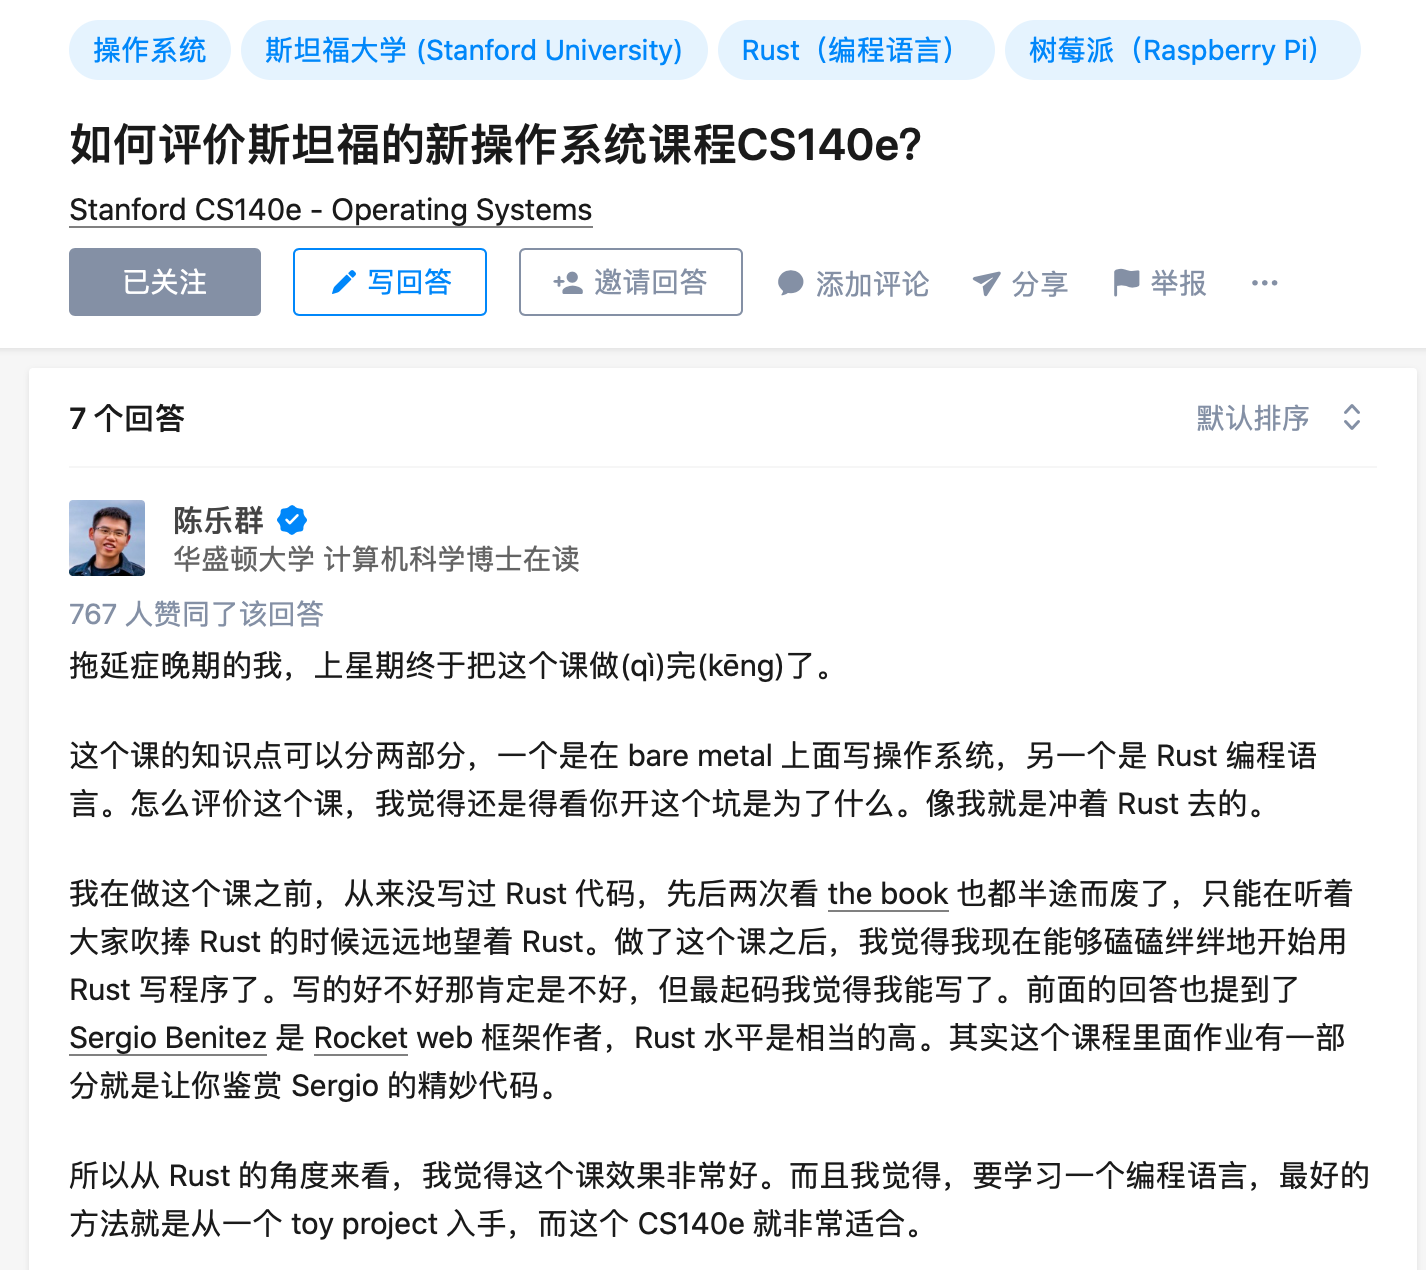 操作系统
斯坦福大学 (Stanford University)
Rust（编程语言）
树莓派（Raspberry Pi）
如何评价斯坦福的新操作系统课程CS140e?
Stanford CS140e - Operating Systems
已关注
写回答
邀请回答
添加评论
分享
举报
···
7 个回答
默认排序
陈乐群
华盛顿大学 计算机科学博士在读
767 人赞同了该回答
拖延症晚期的我，上星期终于把这个课做(qì)完(kēng)了。
这个课的知识点可以分两部分，一个是在 bare metal 上面写操作系统，另一个是 Rust 编程语
言。怎么评价这个课，我觉得还是得看你开这个坑是为了什么。像我就是冲着 Rust 去的。
我在做这个课之前，从来没写过 Rust 代码，先后两次看 the book 也都半途而废了，只能在听着
大家吹捧 Rust 的时候远远地望着 Rust。做了这个课之后，我觉得我现在能够磕磕绊绊地开始用
Rust 写程序了。写的好不好那肯定是不好，但最起码我觉得我能写了。前面的回答也提到了
Sergio Benitez 是 Rocket web 框架作者，Rust 水平是相当的高。其实这个课程里面作业有一部
分就是让你鉴赏 Sergio 的精妙代码。
所以从 Rust 的角度来看，我觉得这个课效果非常好。而且我觉得，要学习一个编程语言，最好的
方法就是从一个 toy project 入手，而这个 CS140e 就非常适合。